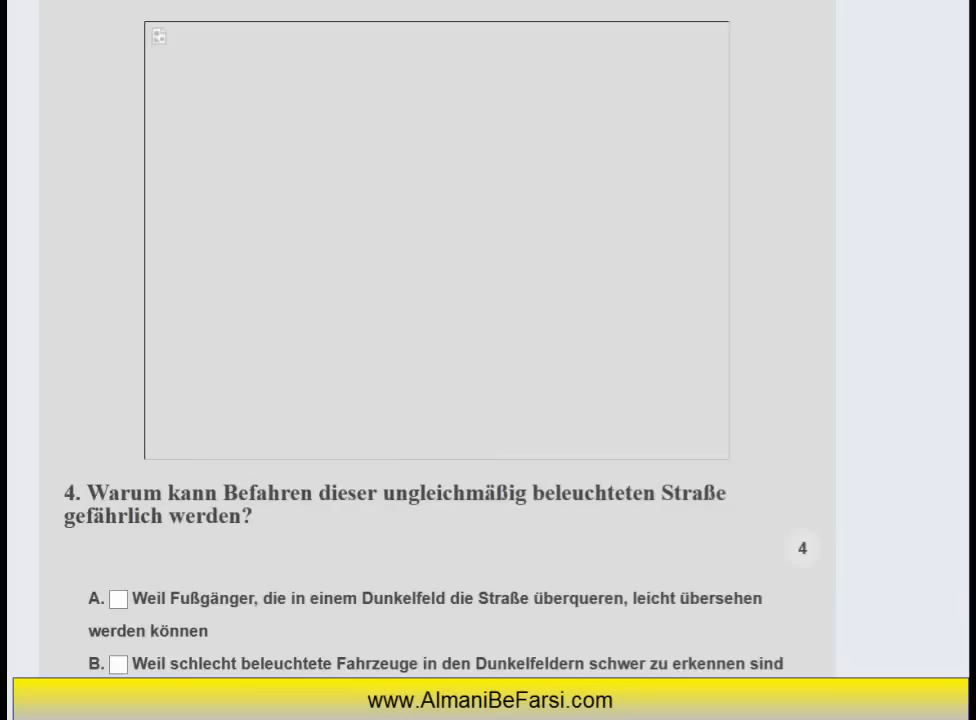 4. Warum kann Befahren dieser ungleichmäßig beleuchteten Straße
gefährlich werden?
4
A. Weil Fußgänger, die in einem Dunkelfeld die Straße überqueren, leicht übersehen
werden können
B. Weil schlecht beleuchtete Fahrzeuge in den Dunkelfeldern schwer zu erkennen sind
www.AlmaniBeFarsi.com